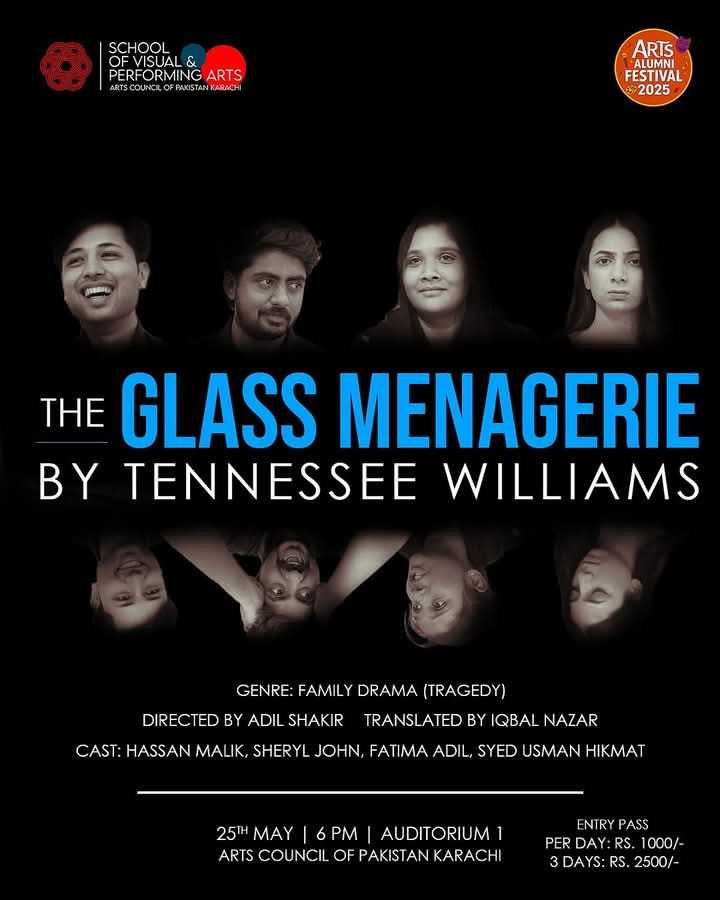 SCHOOL
OF VISUAL &
PERFORMING ARTS
ARTS COUNCIL OF PAKISTAN KARACHI
ARTS
ALUMNI
FESTIVAL
2025
THE GLASS MENAGERIE
BY TENNESSEE WILLIAMS
GENRE: FAMILY DRAMA (TRAGEDY)
DIRECTED BY ADIL SHAKIR TRANSLATED BY IQBAL NAZAR
CAST: HASSAN MALIK, SHERYL JOHN, FATIMA ADIL, SYED USMAN HIKMAT
25TH MAY | 6 PM | AUDITORIUM 1
ARTS COUNCIL OF PAKISTAN KARACHI
ENTRY PASS
PER DAY: RS. 1000/-
3 DAYS: RS. 2500/-